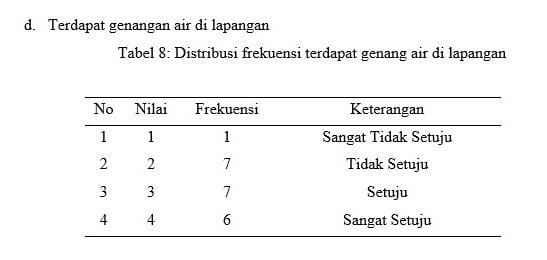 d. Terdapat genangan air di lapangan
Tabel 8: Distribusi frekuensi terdapat genang air di lapangan
No Nilai Frekuensi Keterangan
1 1 1 Sangat Tidak Setuju
2 2 7 Tidak Setuju
3 3 7 Setuju
4 4 6 Sangat Setuju